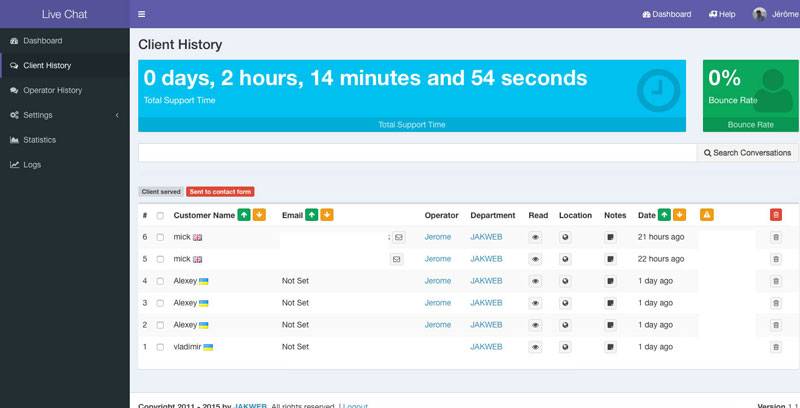 Live Chat
Dashboard Help Jérôme
Dashboard
Client History
Operator History
Settings
Statistics
Logs
Client History
0 days, 2 hours, 14 minutes and 54 seconds
Total Support Time
Total Support Time
0%
Bounce Rate
Bounce Rate
Search Conversations
Client served Sent to contact form
# Customer Name Email Operator Department Read Location Notes Date
6 mick Jerome JAKWEB 21 hours ago
5 mick Jerome JAKWEB 22 hours ago
4 Alexey Not Set Jerome JAKWEB 1 day ago
3 Alexey Not Set Jerome JAKWEB 1 day ago
2 Alexey Not Set Jerome JAKWEB 1 day ago
1 vladimir Not Set JAKWEB 1 day ago
Copyright 2011 - 2015 by JAKWEB. All rights reserved. | Logout Version 1.1